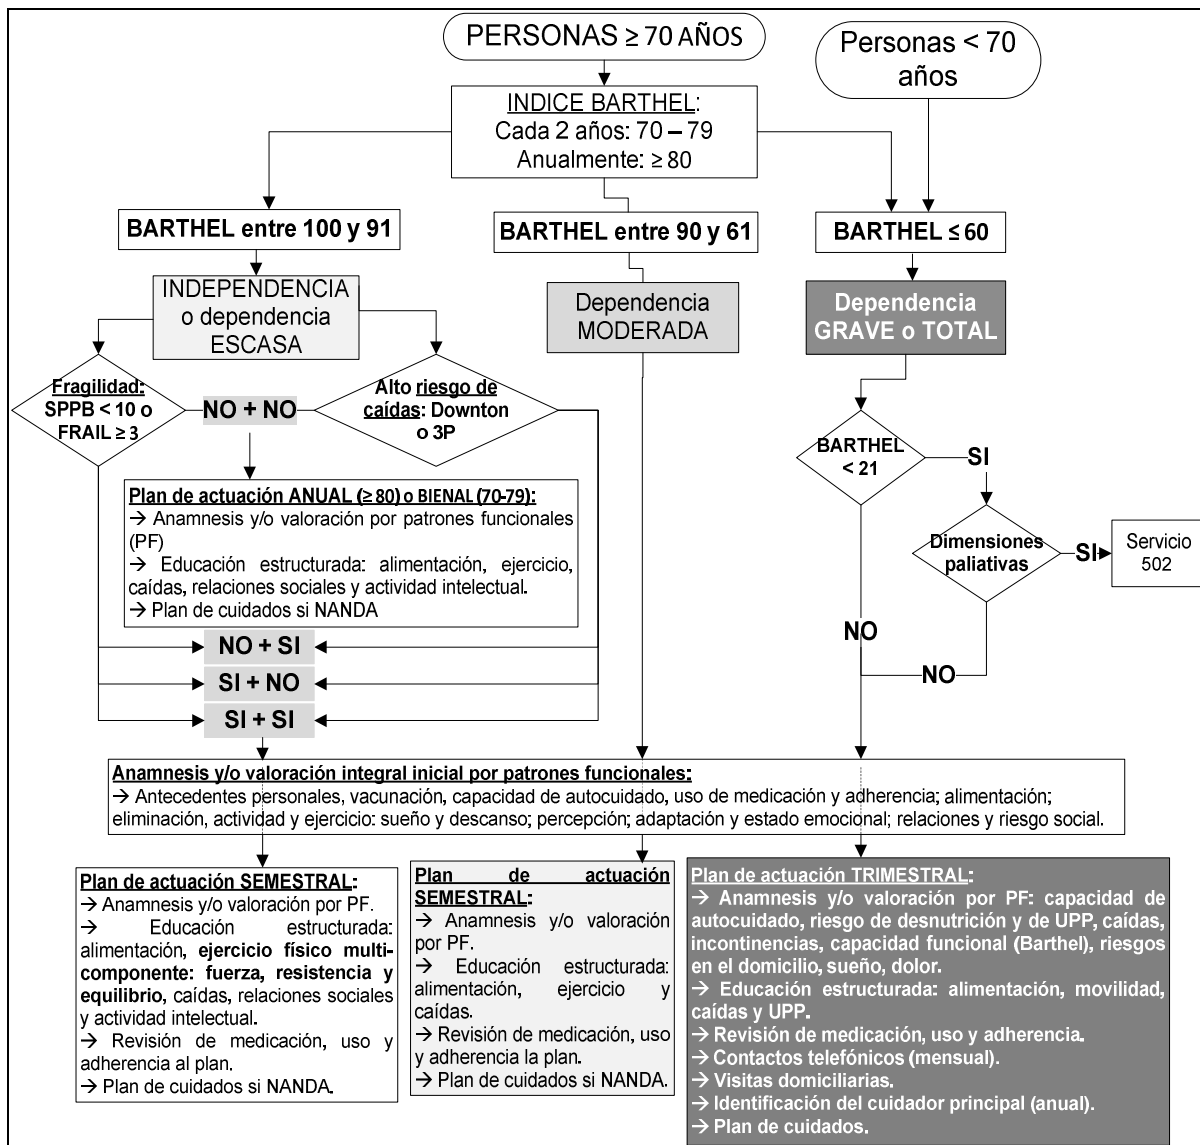 PERSONAS ≥ 70 AÑOS
Personas < 70
años
INDICE BARTHEL:
Cada 2 años: 70 – 79
Anualmente: ≥ 80
BARTHEL entre 100 y 91
BARTHEL entre 90 y 61
BARTHEL ≤ 60
INDEPENDENCIA
o dependencia
ESCASA
Dependencia
MODERADA
Dependencia
GRAVE o TOTAL
Fragilidad:
SPPB < 10 o
FRAIL ≥ 3
NO + NO
Alto riesgo de
caídas: Downton
o 3P
BARTHEL
< 21
SI
Dimensiones
paliativas
SI
Servicio
502
NO
NO
Plan de actuación ANUAL (≥ 80) o BIENAL (70-79):
→ Anamnesis y/o valoración por patrones funcionales
(PF)
→ Educación estructurada: alimentación, ejercicio,
caídas, relaciones sociales y actividad intelectual.
→ Plan de cuidados si NANDA
NO + SI
SI + NO
SI + SI
Anamnesis y/o valoración integral inicial por patrones funcionales:
→ Antecedentes personales, vacunación, capacidad de autocuidado, uso de medicación y adherencia; alimentación;
eliminación, actividad y ejercicio: sueño y descanso; percepción; adaptación y estado emocional; relaciones y riesgo social.
Plan de actuación SEMESTRAL:
→ Anamnesis y/o valoración por PF.
→ Educación estructurada:
alimentación, ejercicio físico multi-
componente: fuerza, resistencia y
equilibrio, caídas, relaciones sociales
y actividad intelectual.
→ Revisión de medicación, uso y
adherencia al plan.
→ Plan de cuidados si NANDA.
Plan de actuación
SEMESTRAL:
→ Anamnesis y/o valoración
por PF.
→ Educación estructurada:
alimentación, ejercicio y
caídas.
→ Revisión de medicación, uso
y adherencia la plan.
→ Plan de cuidados si NANDA.
Plan de actuación TRIMESTRAL:
→ Anamnesis y/o valoración por PF: capacidad de
autocuidado, riesgo de desnutrición y de UPP, caídas,
incontinencias, capacidad funcional (Barthel), riesgos
en el domicilio, sueño, dolor.
→ Educación estructurada: alimentación, movilidad,
caídas y UPP.
→ Revisión de medicación, uso y adherencia.
→ Contactos telefónicos (mensual).
→ Visitas domiciliarias.
→ Identificación del cuidador principal (anual).
→ Plan de cuidados.